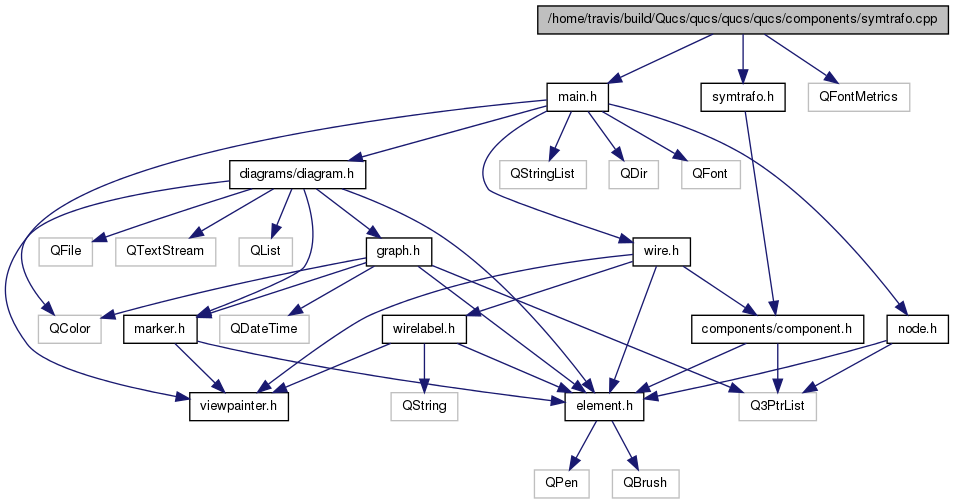 /home/travis/build/Qucs/qucs/qucs/qucs/components/symtrafo.cpp
main.h
symtrafo.h
QFontMetrics
diagrams/diagram.h
QStringList
QDir
QFont
QFile
QTextStream
QList
graph.h
wire.h
QColor
marker.h
QDateTime
wirelabel.h
components/component.h
node.h
viewpainter.h
QString
element.h
Q3PtrList
QPen
QBrush